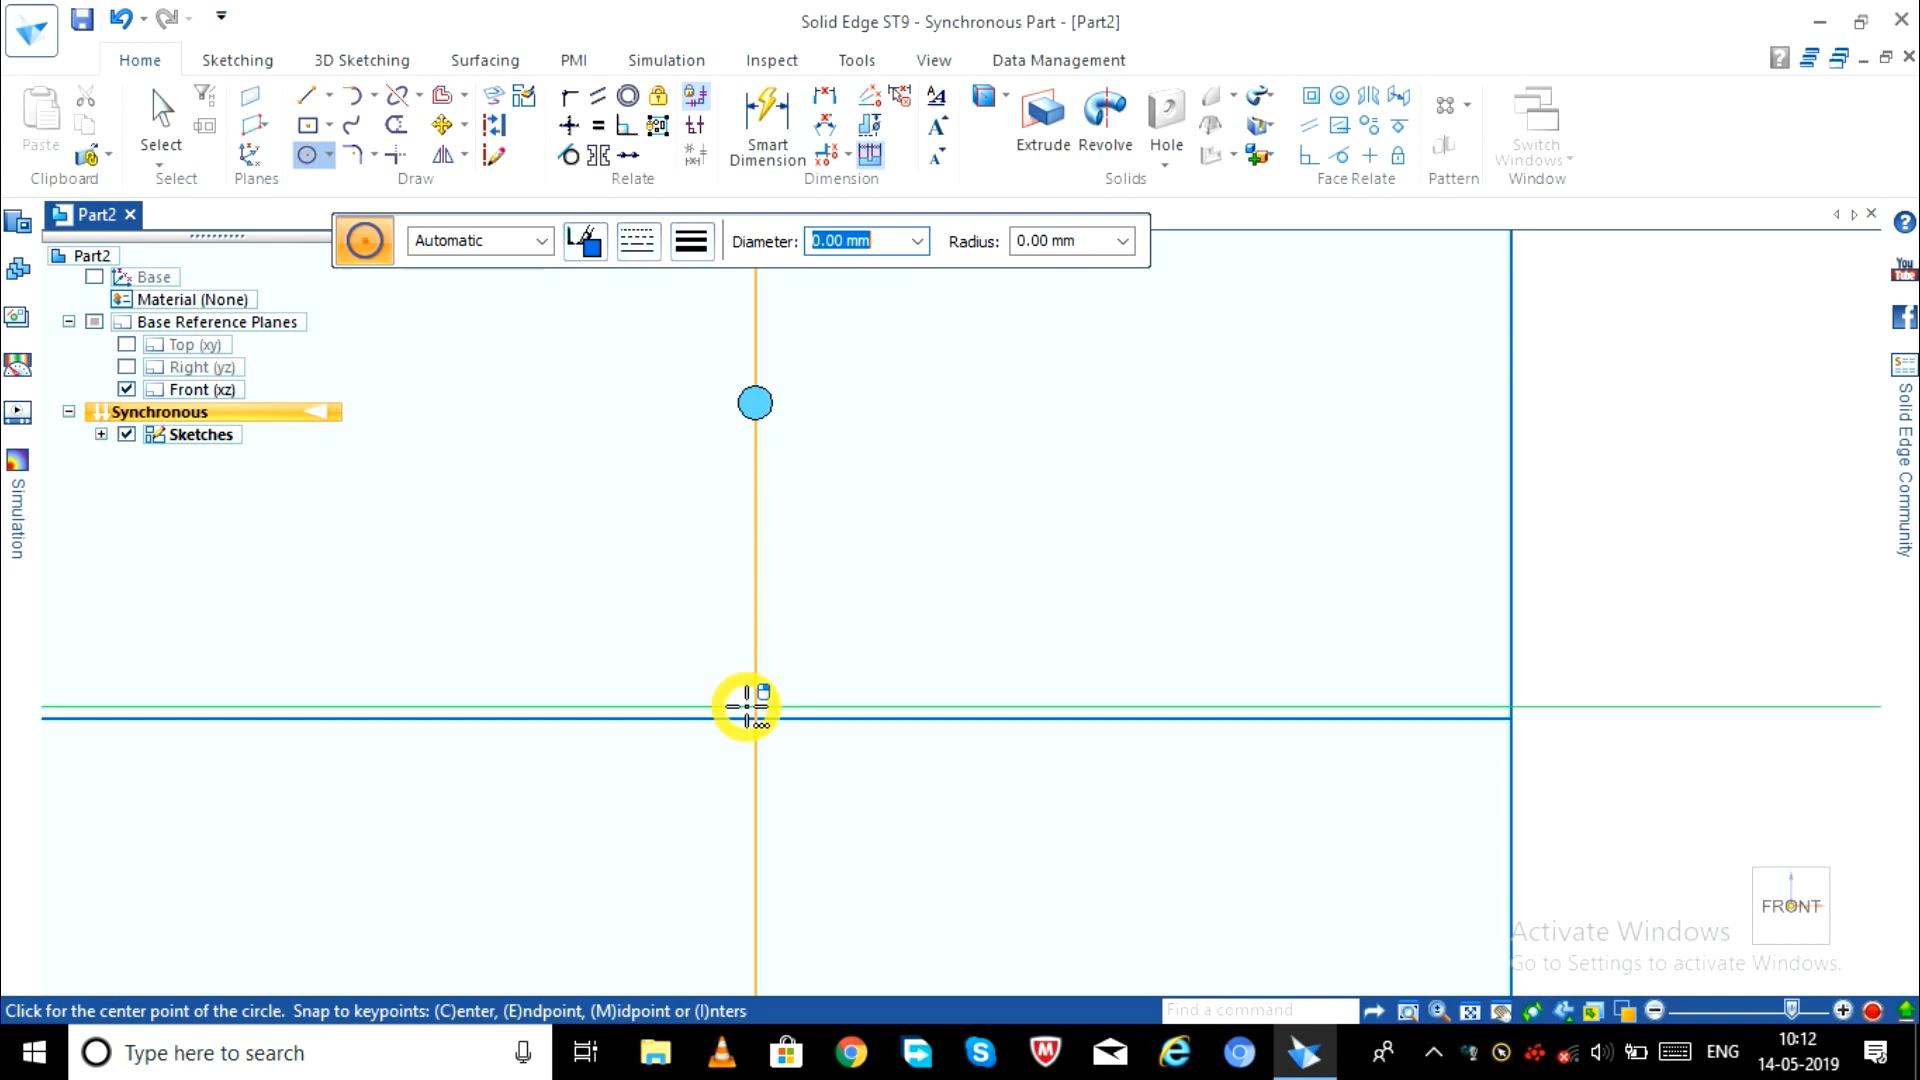 Solid Edge ST9 - Synchronous Part - [Part2]
Home
Sketching
3D Sketching
Surfacing
PMI
Simulation
Inspect
Tools
View
Data Management
Paste
Select
Smart
Dimension
Extrude
Revolve
Hole
Switch
Windows
Clipboard
Select
Planes
Draw
Relate
Dimension
Solids
Face Relate
Pattern
Window
Part2
Automatic
Diameter:
0.00 mm
Radius:
0.00 mm
Part2
Base
Material (None)
Base Reference Planes
Top (xy)
Right (yz)
Front (xz)
Synchronous
Sketches
Simulation
You
Tube
Solid Edge Community
FRONT
Activate Windows
Go to Settings to activate Windows.
Click for the center point of the circle. Snap to keypoints: (C)enter, (E)ndpoint, (M)idpoint or (I)nters
Find a command
Type here to search
ENG
10:12
14-05-2019